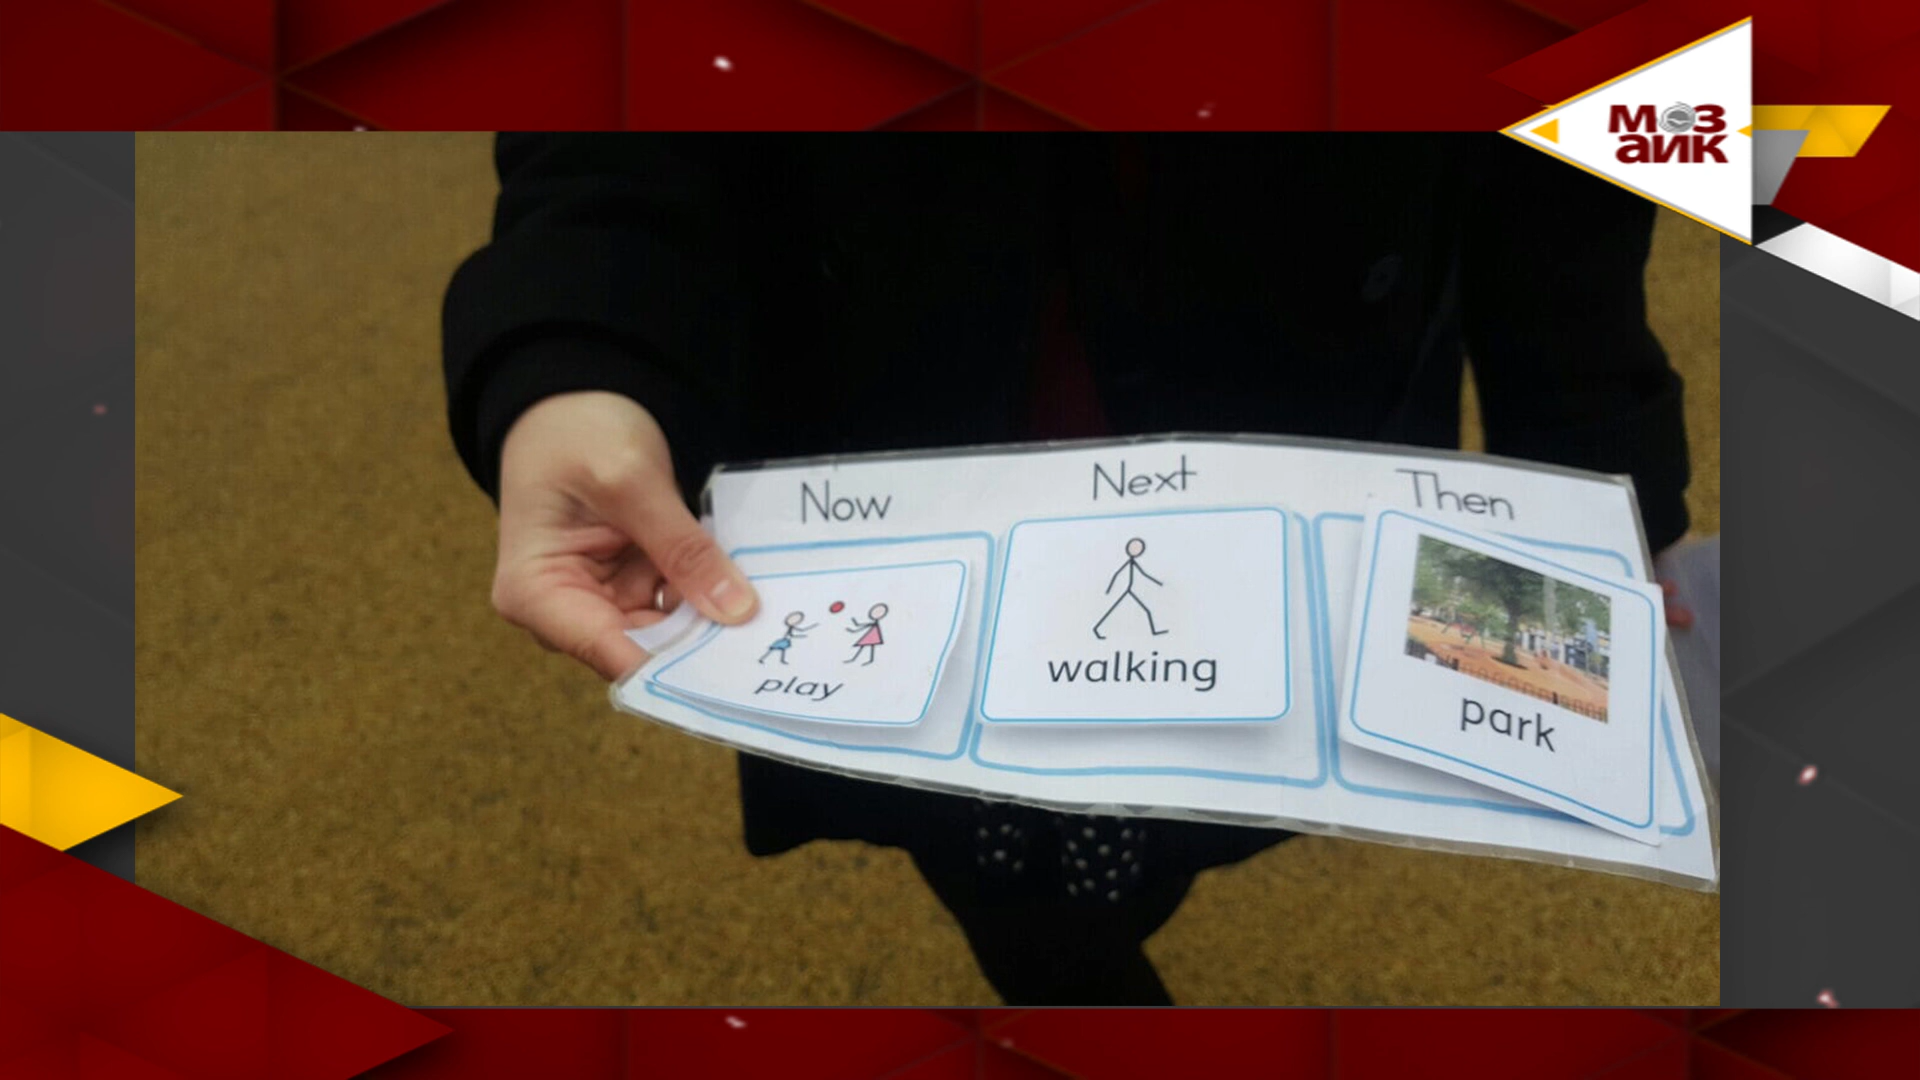 МОЗ
аИК
Now Next Then
play walking park